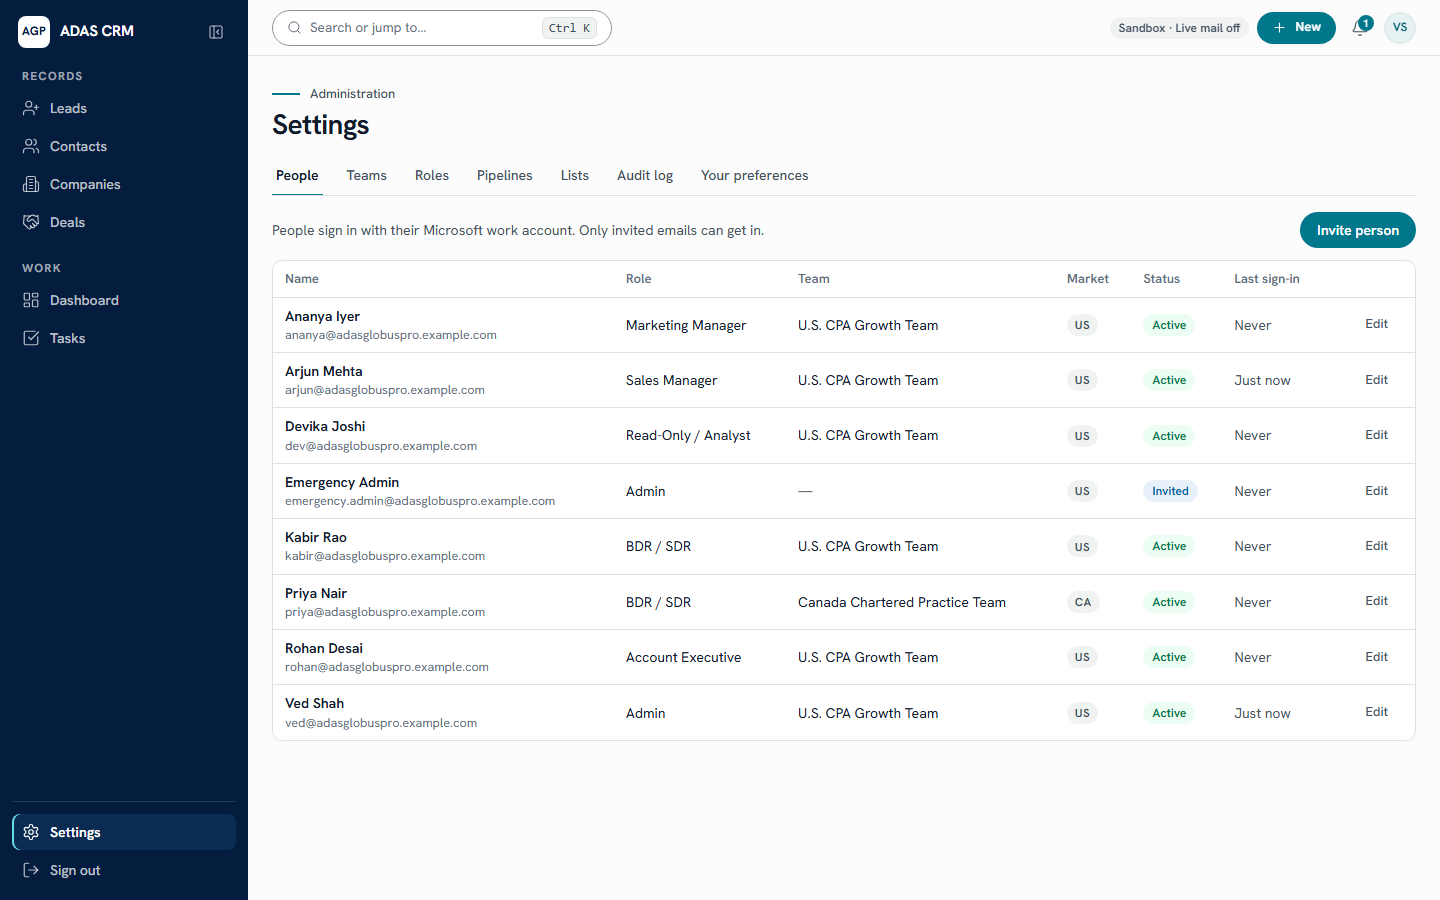 AGP ADAS CRM
RECORDS
Leads
Contacts
Companies
Deals
WORK
Dashboard
Tasks
Settings
Sign out
Search or jump to... Ctrl K
Sandbox · Live mail off
+ New
1
VS
Administration
Settings
People Teams Roles Pipelines Lists Audit log Your preferences
People sign in with their Microsoft work account. Only invited emails can get in.
Invite person
Name Role Team Market Status Last sign-in
Ananya Iyer
ananya@adasglobuspro.example.com
Marketing Manager U.S. CPA Growth Team US Active Never Edit
Arjun Mehta
arjun@adasglobuspro.example.com
Sales Manager U.S. CPA Growth Team US Active Just now Edit
Devika Joshi
dev@adasglobuspro.example.com
Read-Only / Analyst U.S. CPA Growth Team US Active Never Edit
Emergency Admin
emergency.admin@adasglobuspro.example.com
Admin — US Invited Never Edit
Kabir Rao
kabir@adasglobuspro.example.com
BDR / SDR U.S. CPA Growth Team US Active Never Edit
Priya Nair
priya@adasglobuspro.example.com
BDR / SDR Canada Chartered Practice Team CA Active Never Edit
Rohan Desai
rohan@adasglobuspro.example.com
Account Executive U.S. CPA Growth Team US Active Never Edit
Ved Shah
ved@adasglobuspro.example.com
Admin U.S. CPA Growth Team US Active Just now Edit